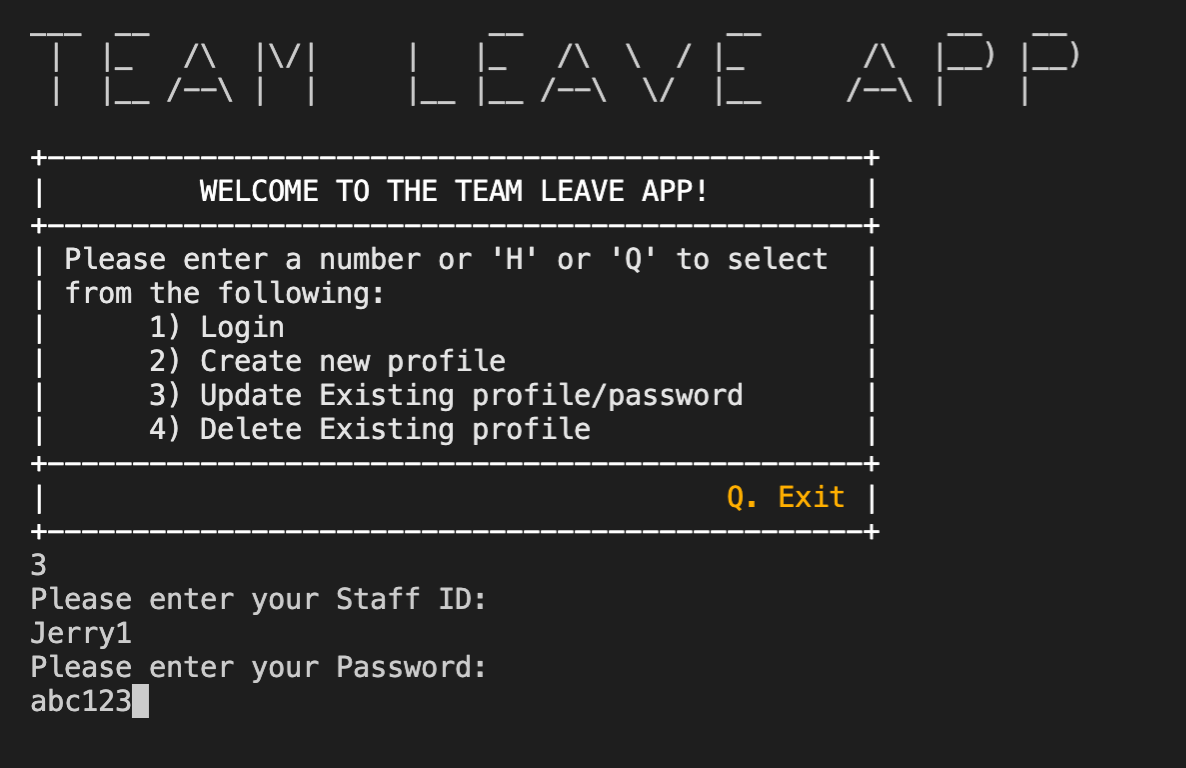 TEAM LEAVE APP
WELCOME TO THE TEAM LEAVE APP!
Please enter a number or 'H' or 'Q' to select
from the following:
1) Login
2) Create new profile
3) Update Existing profile/password
4) Delete Existing profile
Q. Exit
3
Please enter your Staff ID:
Jerry1
Please enter your Password:
abc123